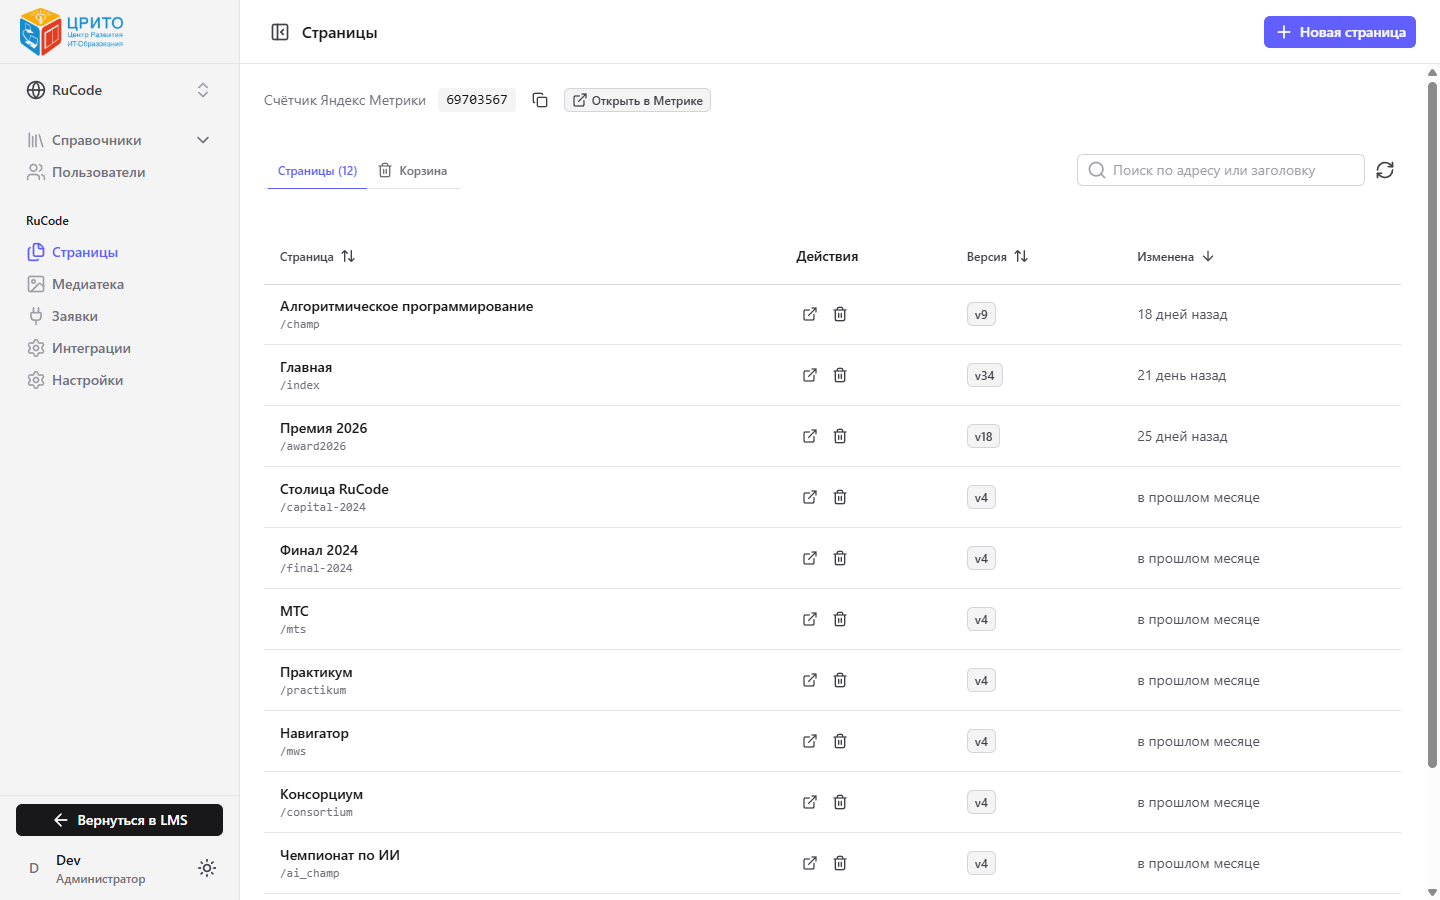 ЦРИТО
Центр Развития
ИТ-Образования
RuCode
Справочники
Пользователи
RuCode
Страницы
Медиатека
Заявки
Интеграции
Настройки
Вернуться в LMS
D
Dev
Администратор
Страницы
Новая страница
Счётчик Яндекс Метрики 69703567 Открыть в Метрике
Страницы (12) Корзина
Поиск по адресу или заголовку
Страница Действия Версия Изменена
Алгоритмическое программирование
/champ
v9 18 дней назад
Главная
/index
v34 21 день назад
Премия 2026
/award2026
v18 25 дней назад
Столица RuCode
/capital-2024
v4 в прошлом месяце
Финал 2024
/final-2024
v4 в прошлом месяце
МТС
/mts
v4 в прошлом месяце
Практикум
/practikum
v4 в прошлом месяце
Навигатор
/mws
v4 в прошлом месяце
Консорциум
/consortium
v4 в прошлом месяце
Чемпионат по ИИ
/ai_champ
v4 в прошлом месяце